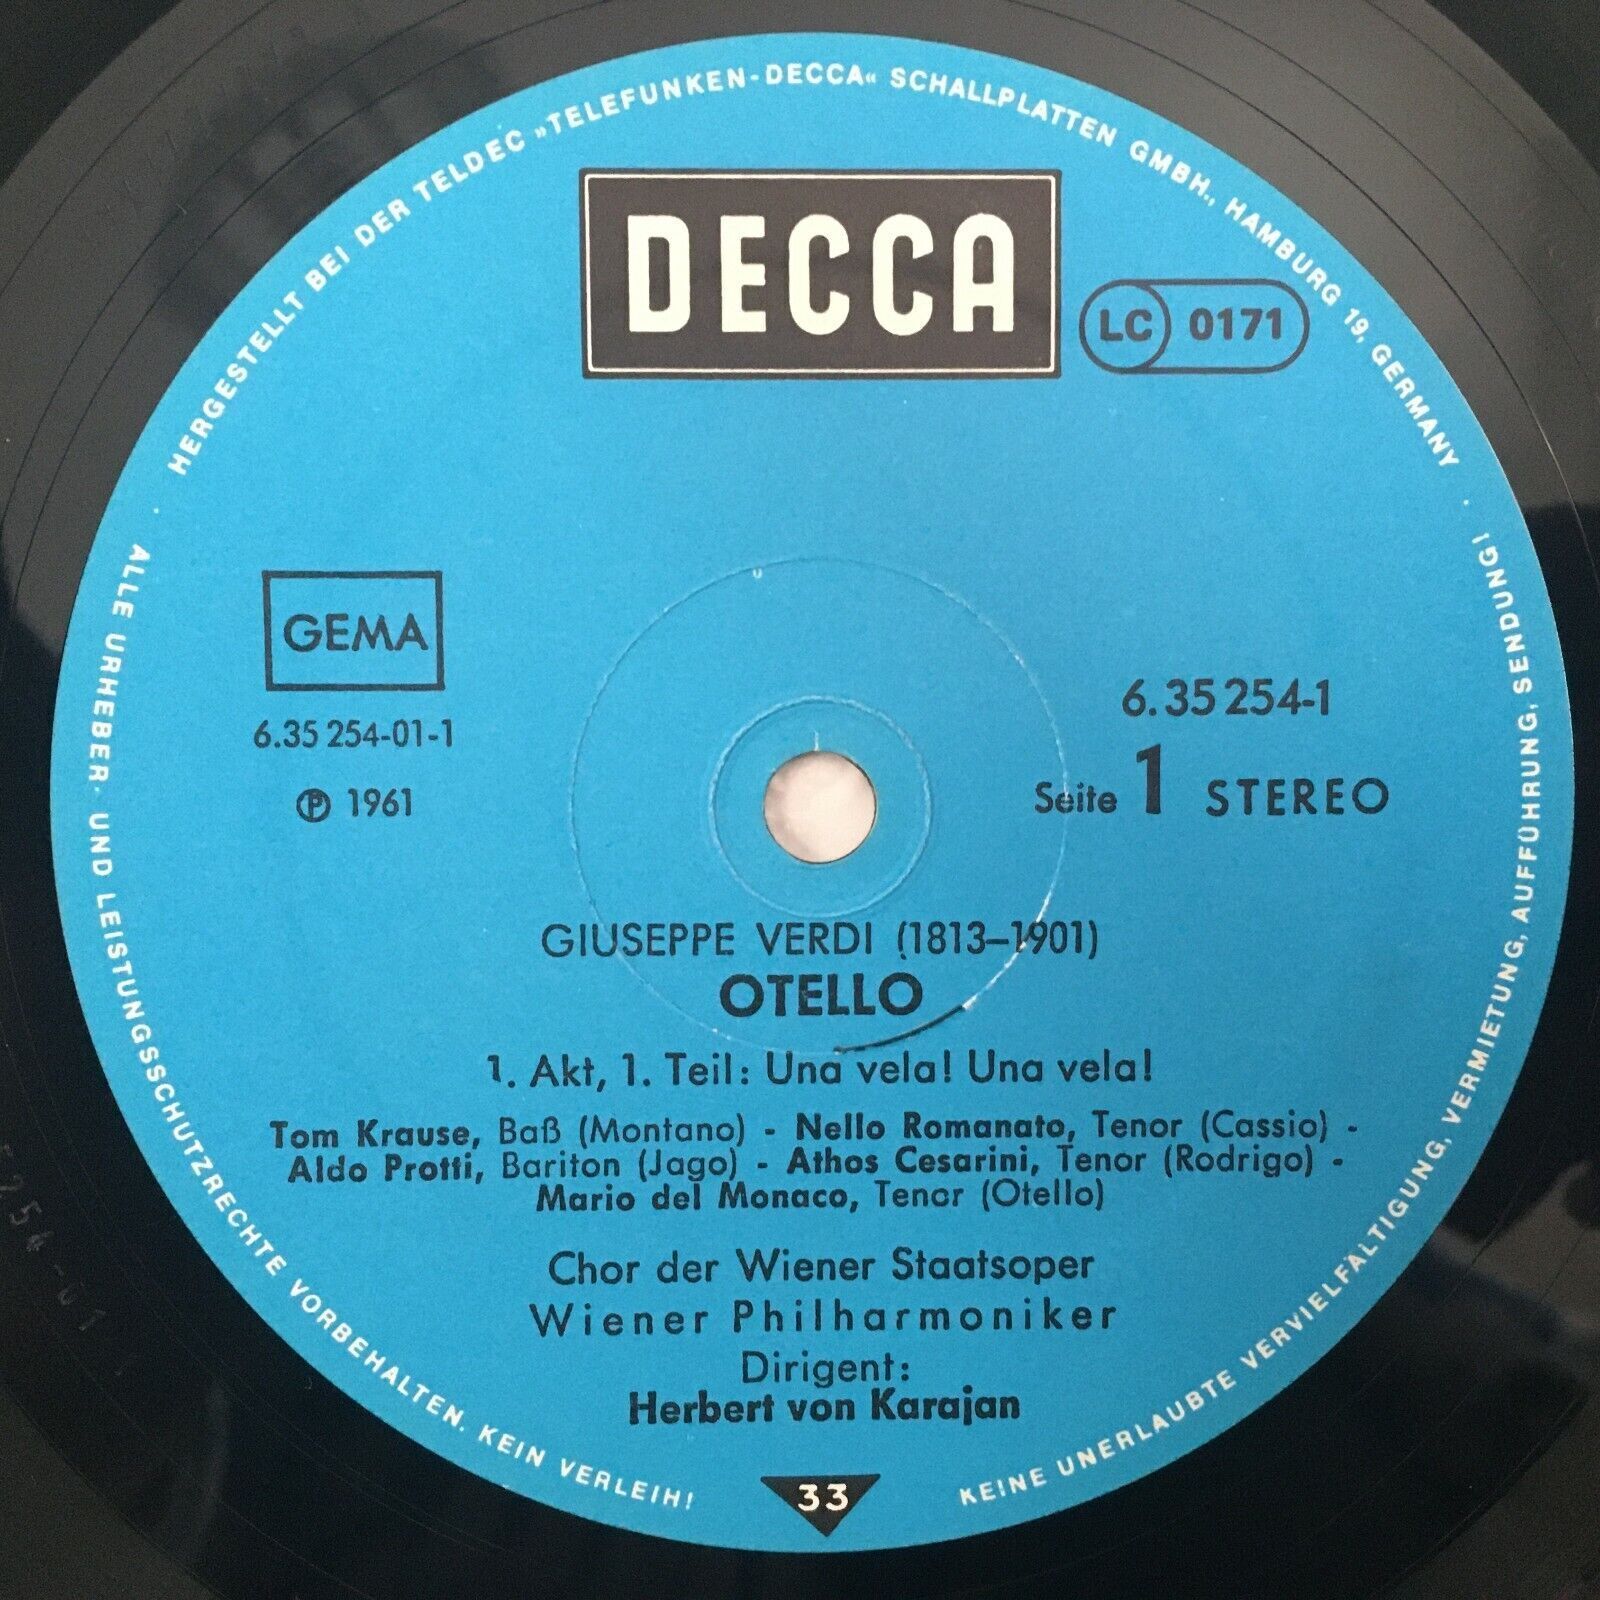 HERGESTELLT BEI DER TELDEC »TELEFUNKEN-DECCA« SCHALLPLATTEN GMBH., HAMBURG 19, GERMANY
DECCA
LC 0171
GEMA
6.35 254-01-1
℗ 1961
6.35 254-1
Seite 1 STEREO
GIUSEPPE VERDI (1813–1901)
OTELLO
1. Akt, 1. Teil: Una vela! Una vela!
Tom Krause, Baß (Montano) - Nello Romanato, Tenor (Cassio) -
Aldo Protti, Bariton (Jago) - Athos Cesarini, Tenor (Rodrigo) -
Mario del Monaco, Tenor (Otello)
Chor der Wiener Staatsoper
Wiener Philharmoniker
Dirigent:
Herbert von Karajan
33
ALLE URHEBER- UND LEISTUNGSSCHUTZRECHTE VORBEHALTEN. KEIN VERLEIH!
KEINE UNERLAUBTE VERVIELFÄLTIGUNG, VERMIETUNG, AUFFÜHRUNG, SENDUNG!